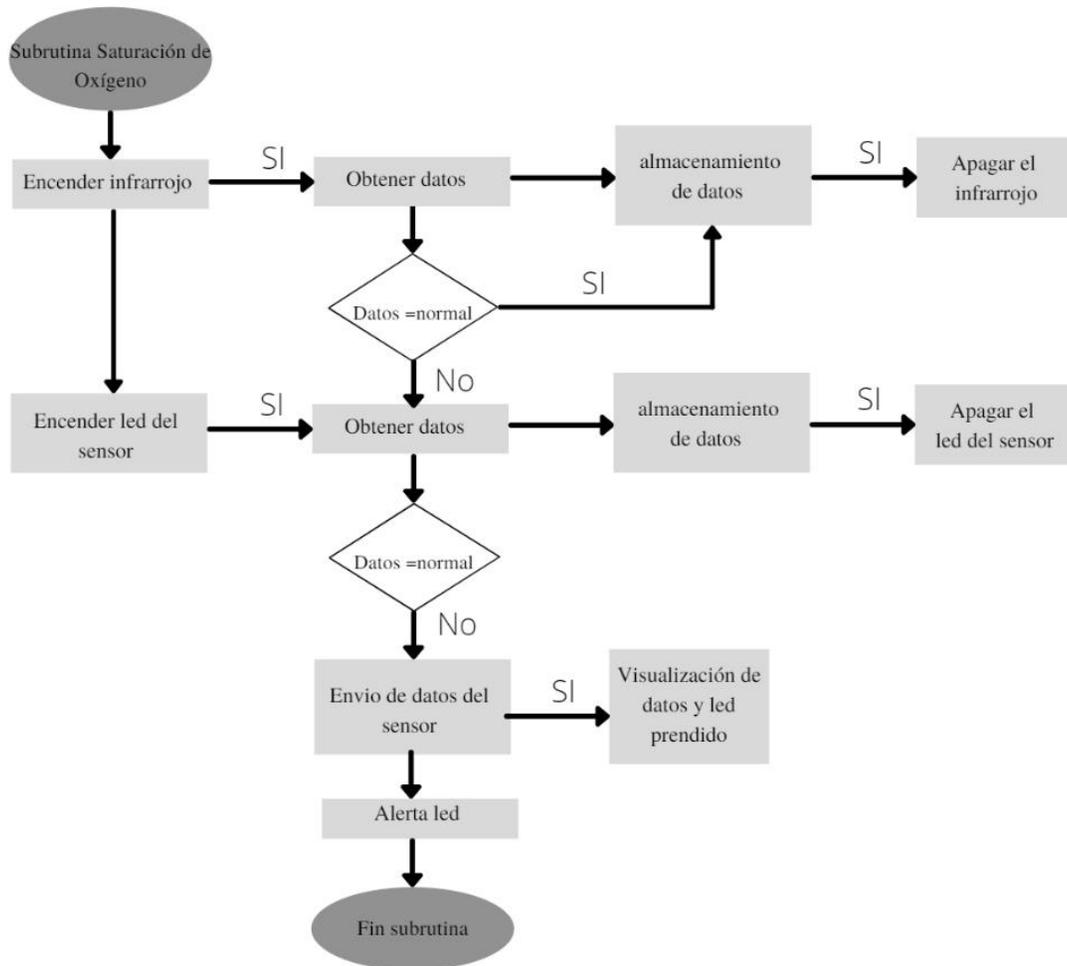 Subrutina Saturación de
Oxígeno
Encender infrarrojo
SI
Obtener datos
almacenamiento
de datos
SI
Apagar el
infrarrojo
Datos =normal
SI
No
Encender led del
sensor
SI
Obtener datos
almacenamiento
de datos
SI
Apagar el
led del sensor
Datos =normal
No
Envio de datos del
sensor
SI
Visualización de
datos y led
prendido
Alerta led
Fin subrutina